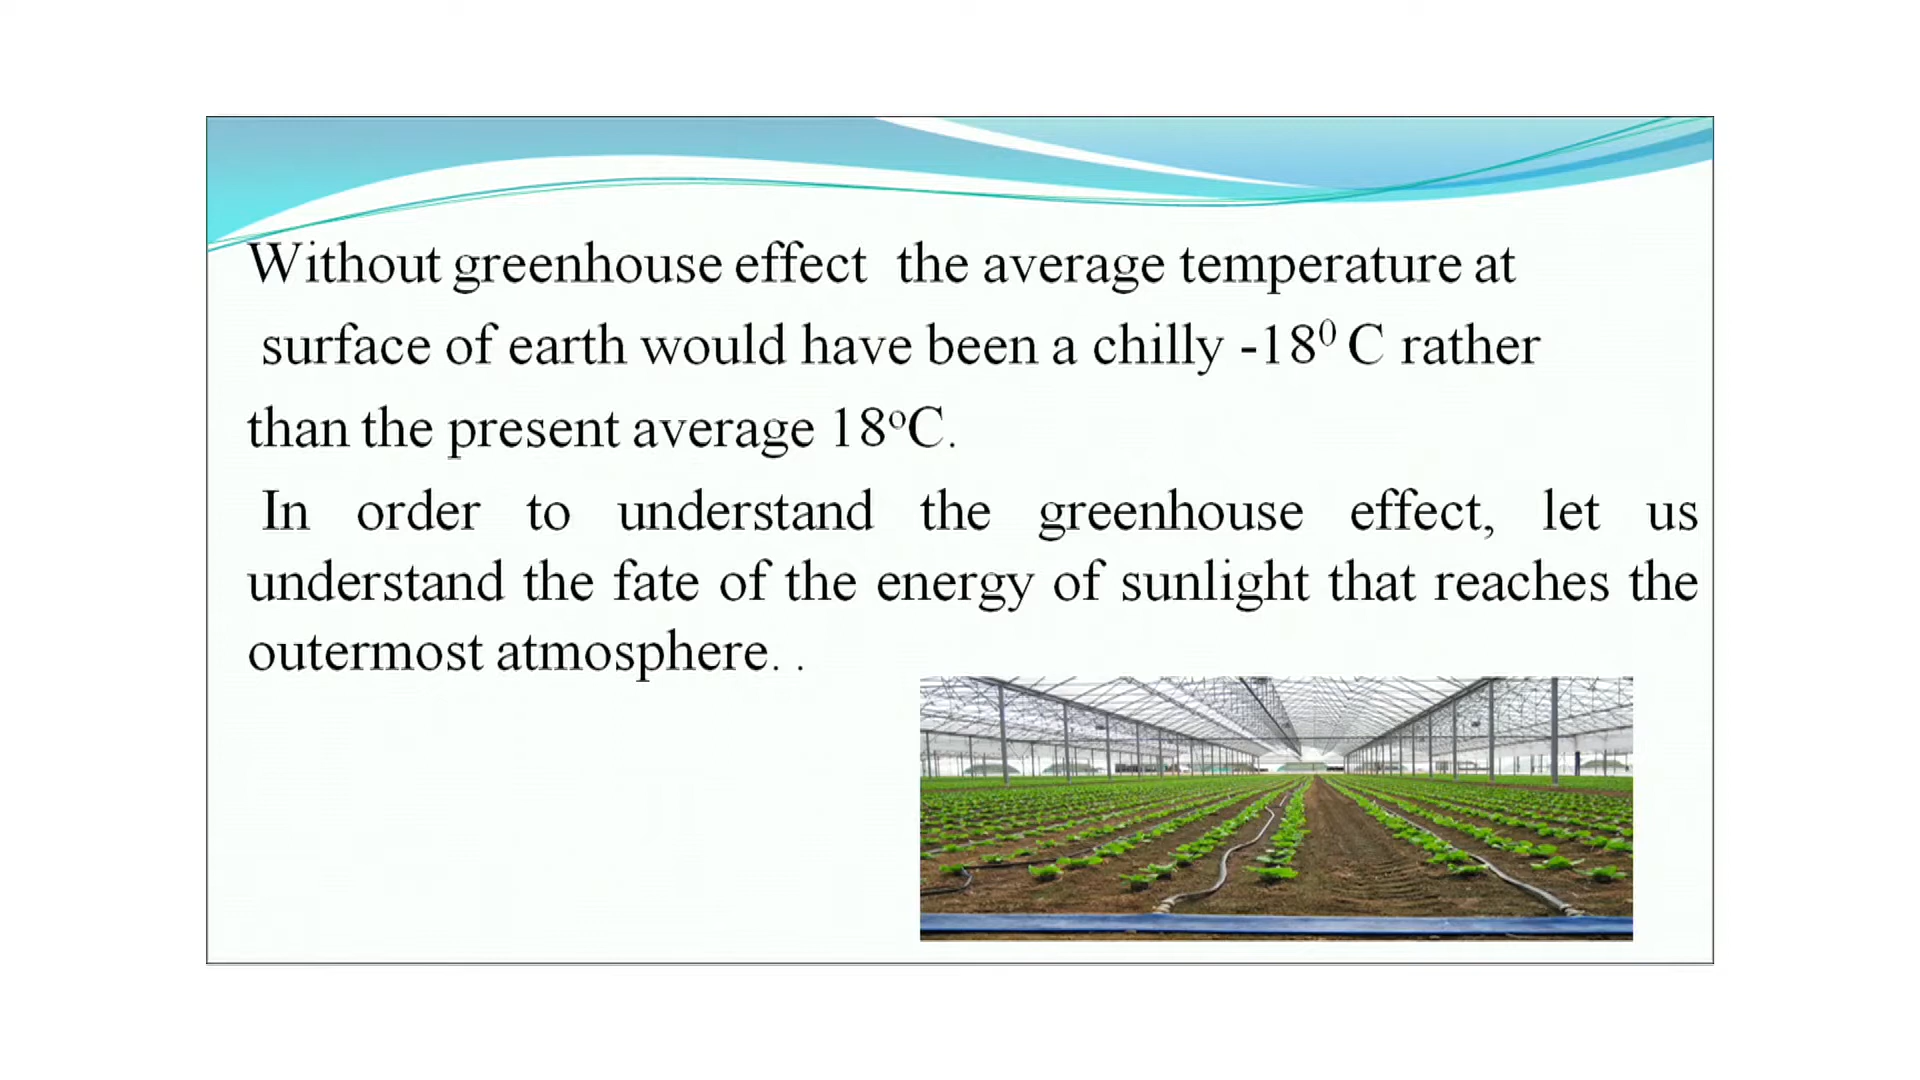 Without greenhouse effect the average temperature at
surface of earth would have been a chilly -18⁰ C rather
than the present average 18ᵒC.
In order to understand the greenhouse effect, let us
understand the fate of the energy of sunlight that reaches the
outermost atmosphere. .